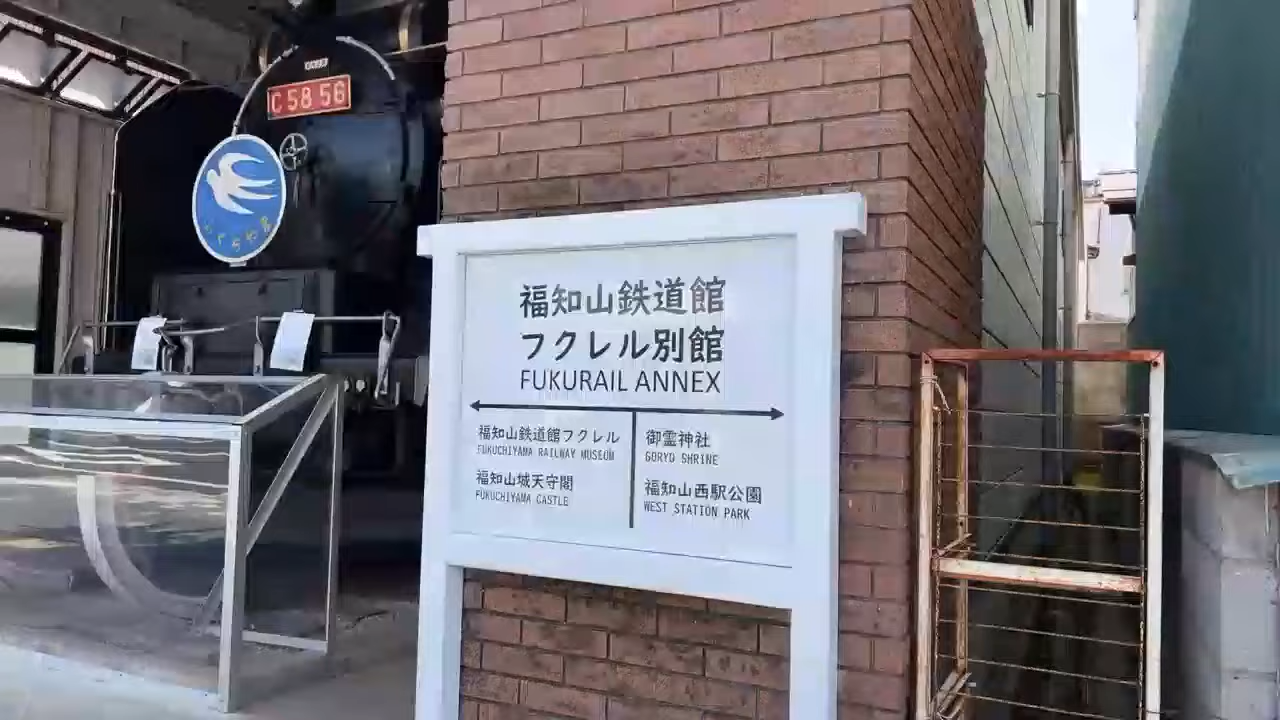 C 58 56
福知山鉄道館
フクレル別館
FUKURAIL ANNEX
福知山鉄道館フクレル
FUKUCHIYAMA RAILWAY MUSEUM
福知山城天守閣
FUKUCHIYAMA CASTLE
御霊神社
GORYO SHRINE
福知山西駅公園
WEST STATION PARK